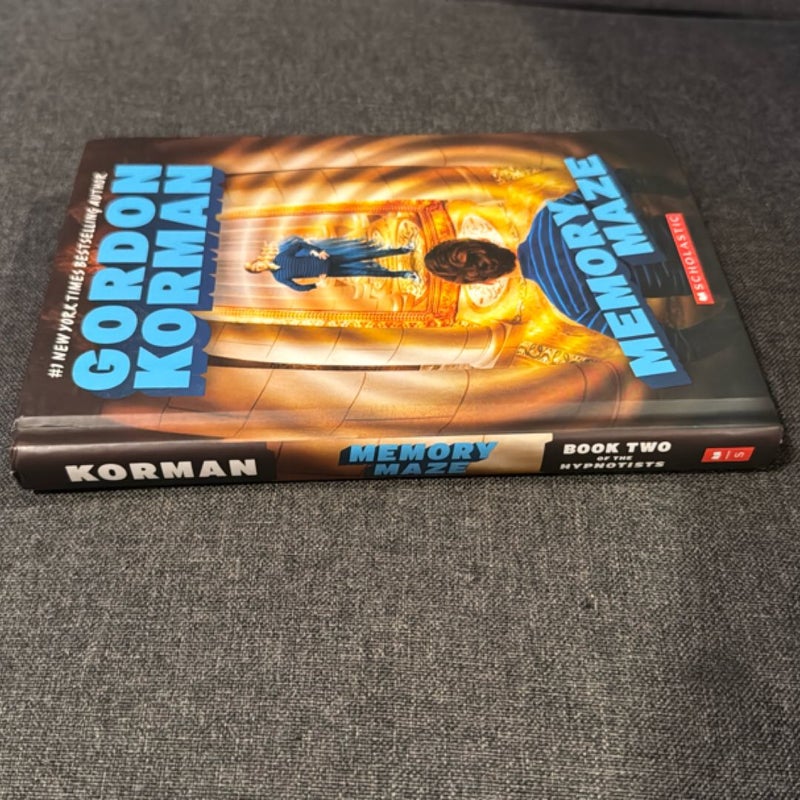 #1 NEW YORK TIMES BESTSELLING AUTHOR
GORDON
KORMAN
MEMORY
MAZE
SCHOLASTIC
KORMAN
MEMORY
MAZE
BOOK TWO
OF THE
HYPNOTISTS
S